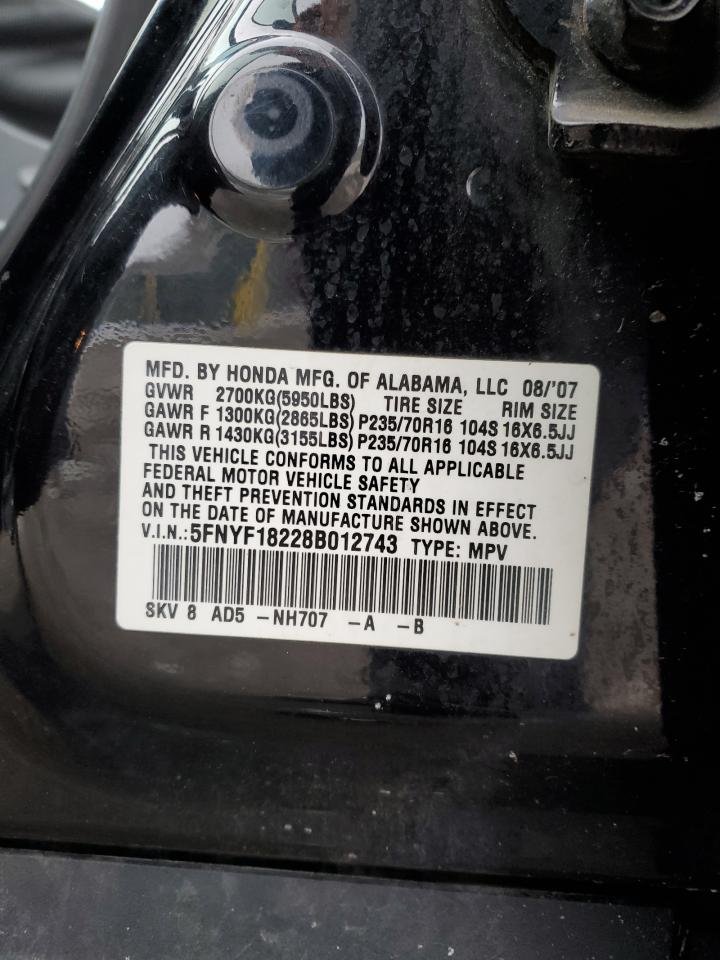 MFD. BY HONDA MFG. OF ALABAMA, LLC 08/'07
GVWR 2700KG(5950LBS) TIRE SIZE RIM SIZE
GAWR F 1300KG(2865LBS) P235/70R16 104S 16X6.5JJ
GAWR R 1430KG(3155LBS) P235/70R16 104S 16X6.5JJ
THIS VEHICLE CONFORMS TO ALL APPLICABLE
FEDERAL MOTOR VEHICLE SAFETY
AND THEFT PREVENTION STANDARDS IN EFFECT
ON THE DATE OF MANUFACTURE SHOWN ABOVE.
V.I.N.:5FNYF18228B012743 TYPE: MPV
SKV 8 AD5 -NH707 -A -B